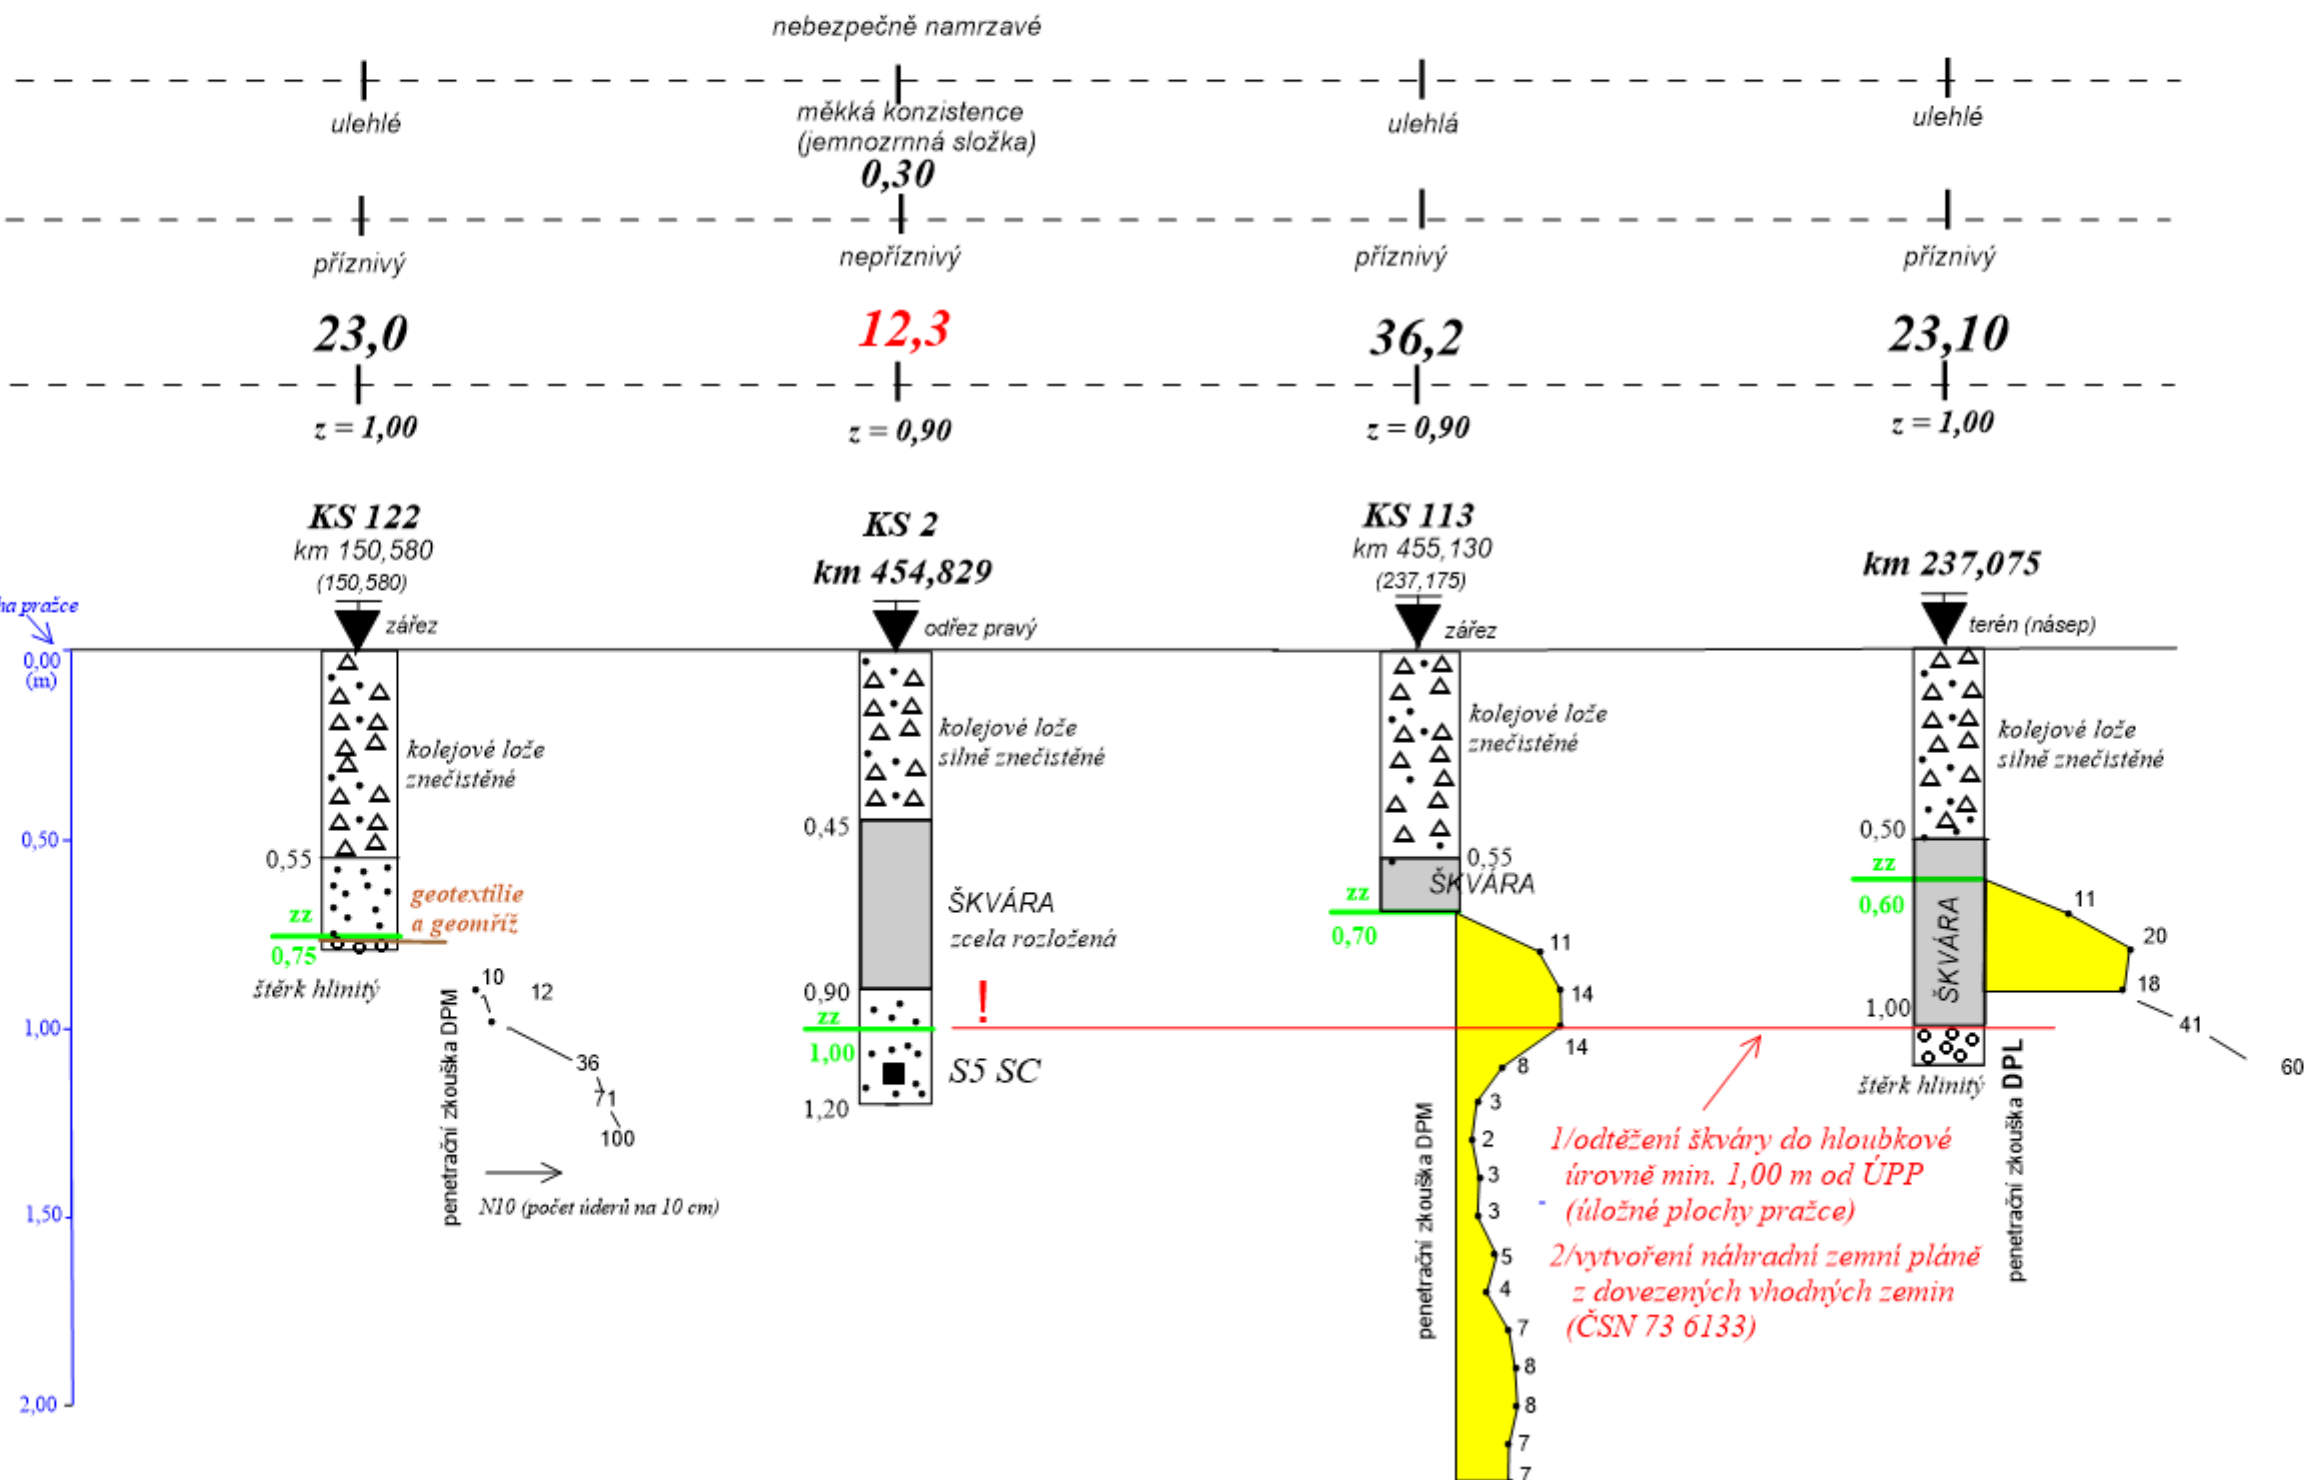 nebezpečně namrzavé
ulehlé
měkká konzistence
(jemnozrnná složka)
ulehlá
ulehlé
0,30
příznivý
nepříznivý
příznivý
příznivý
23,0
12,3
36,2
23,10
z = 1,00
z = 0,90
z = 0,90
z = 1,00
KS 122
km 150,580
(150,580)
zářez
KS 2
km 454,829
odřez pravý
KS 113
km 455,130
(237,175)
zářez
km 237,075
terén (násep)
pražce
0,00
(m)
0,50
1,00
1,50
2,00
kolejové lože
znečistěné
0,55
geotextilie
a geomříž
zz
0,75
štěrk hlinitý
penetrační zkouška DPM
10
12
36
71
100
N10 (počet úderů na 10 cm)
kolejové lože
silně znečistěné
0,45
ŠKVÁRA
zcela rozložená
0,90
zz
!
1,00
S5 SC
1,20
kolejové lože
znečistěné
0,55
ŠKVÁRA
zz
0,70
11
14
14
8
3
2
3
3
5
4
7
8
8
7
7
penetrační zkouška DPM
kolejové lože
silně znečistěné
0,50
zz
0,60
ŠKVÁRA
1,00
11
20
18
41
60
štěrk hlinitý
penetrační zkouška DPL
1/odtěžení škváry do hloubkové
úrovně min. 1,00 m od ÚPP
(úložné plochy pražce)
2/vytvoření náhradní zemní pláně
z dovezených vhodných zemin
(ČSN 73 6133)